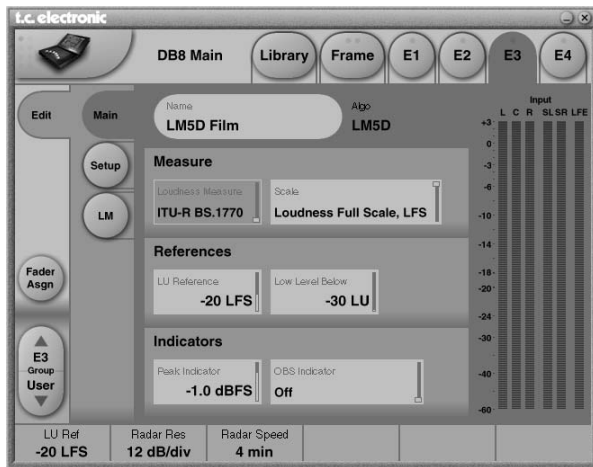 t.c. electronic
DB8 Main
Library
Frame
E1
E2
E3
E4
Edit
Main
Setup
LM
Fader
Asgn
E3
Group
User
Name
LM5D Film
Algo
LM5D
Measure
Loudness Measure
ITU-R BS.1770
Scale
Loudness Full Scale, LFS
References
LU Reference
-20 LFS
Low Level Below
-30 LU
Indicators
Peak Indicator
-1.0 dBFS
OBS Indicator
Off
Input
L C R SL SR LFE
+3
0
-3
-6
-10
-14
-18
-20
-24
-30
-40
-60
LU Ref
-20 LFS
Radar Res
12 dB/div
Radar Speed
4 min